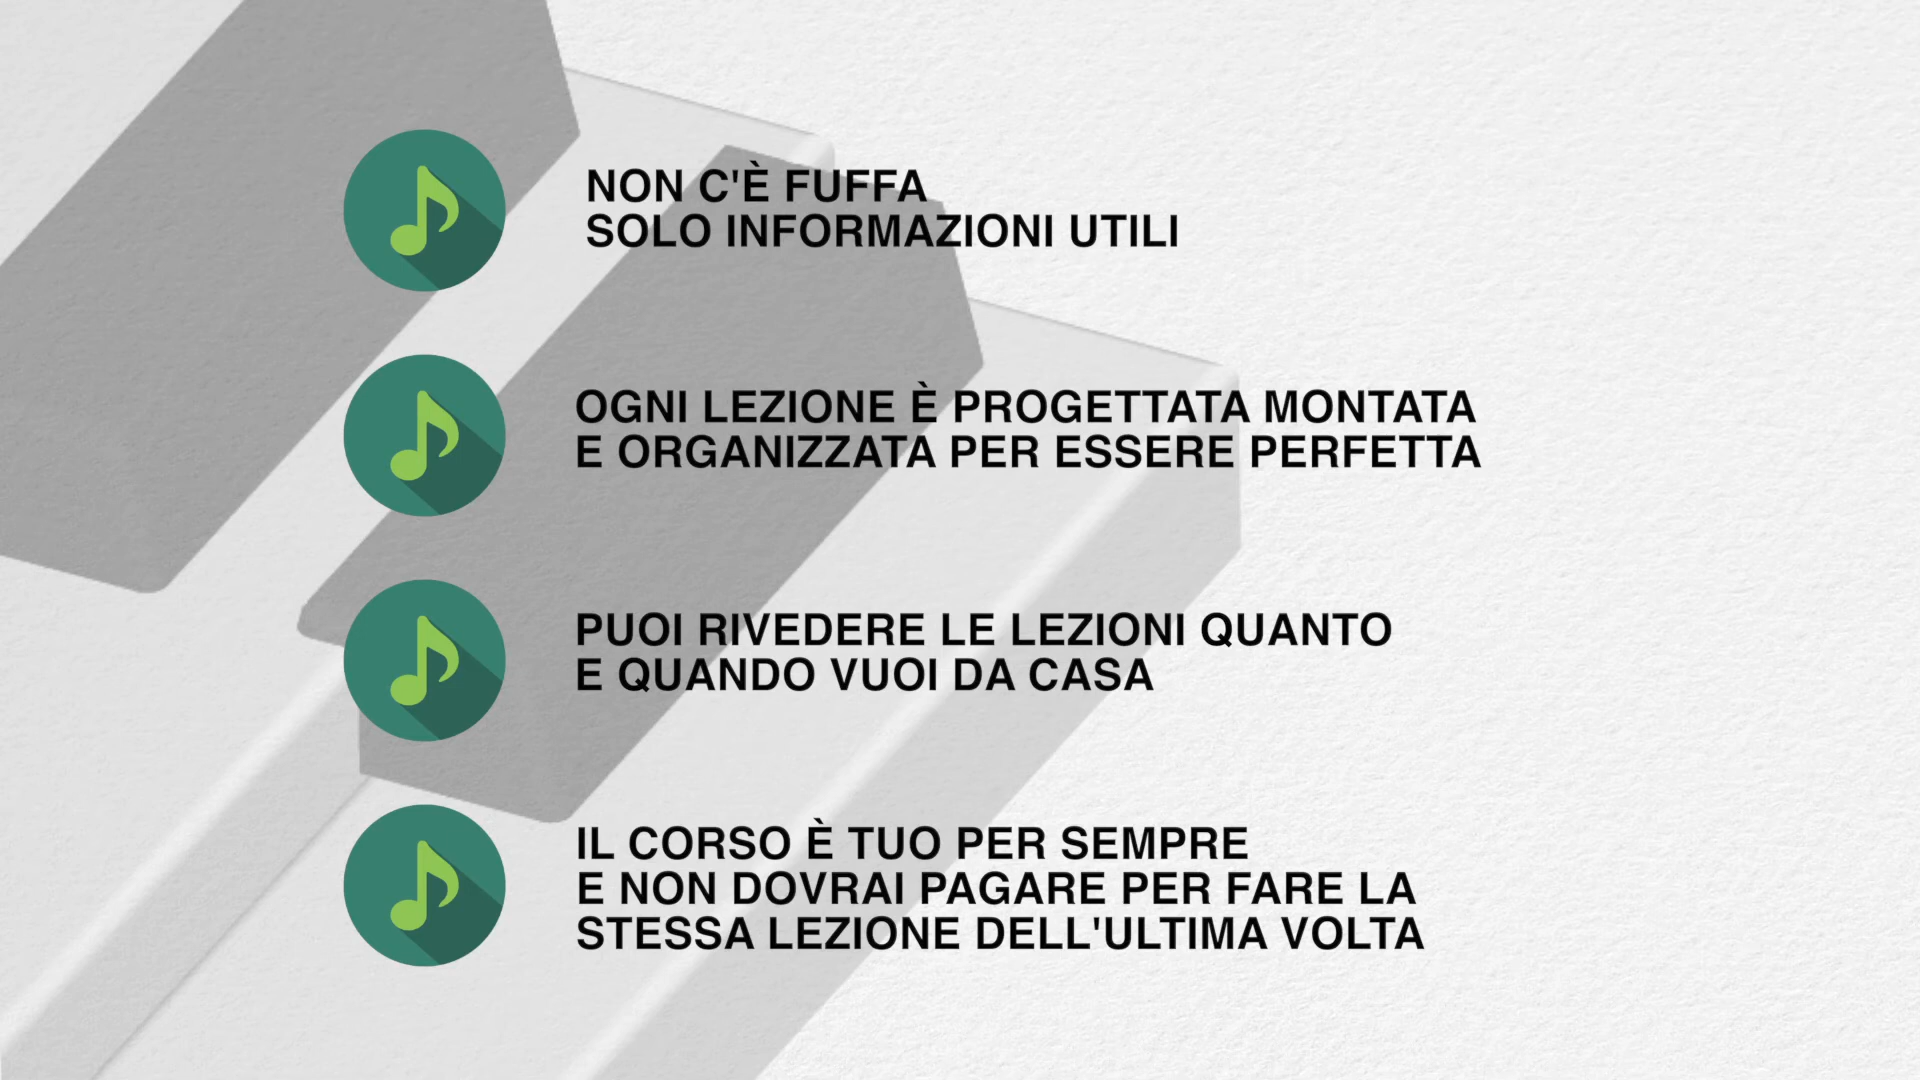 NON C'È FUFFA
SOLO INFORMAZIONI UTILI
OGNI LEZIONE È PROGETTATA MONTATA
E ORGANIZZATA PER ESSERE PERFETTA
PUOI RIVEDERE LE LEZIONI QUANTO
E QUANDO VUOI DA CASA
IL CORSO È TUO PER SEMPRE
E NON DOVRAI PAGARE PER FARE LA
STESSA LEZIONE DELL'ULTIMA VOLTA